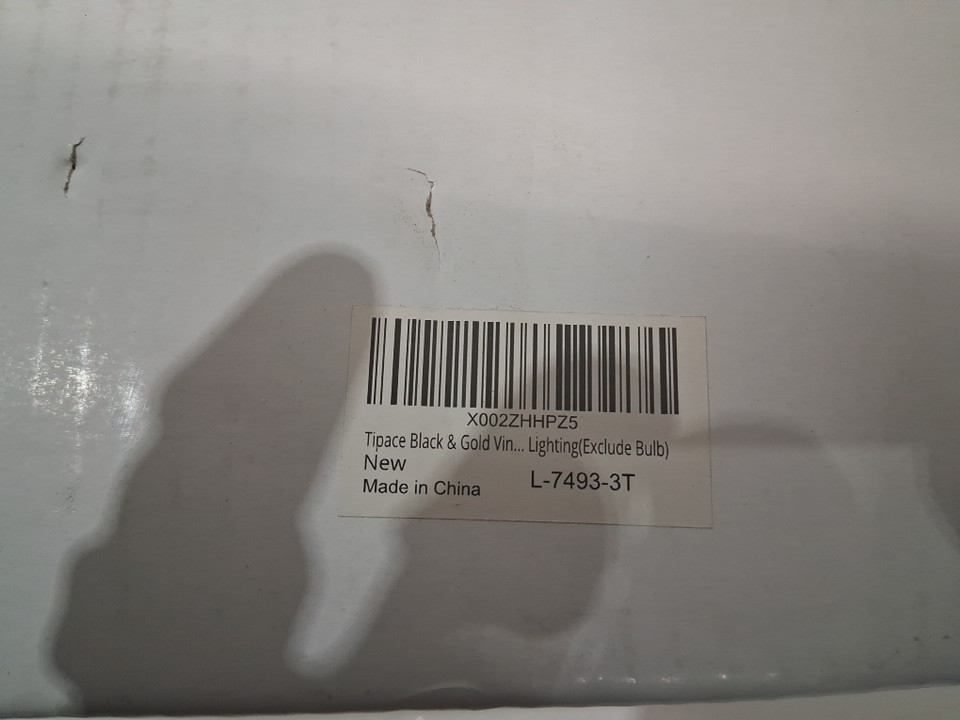 X002ZHHPZ5
Tipace Black & Gold Vin... Lighting(Exclude Bulb)
New
Made in China L-7493-3T